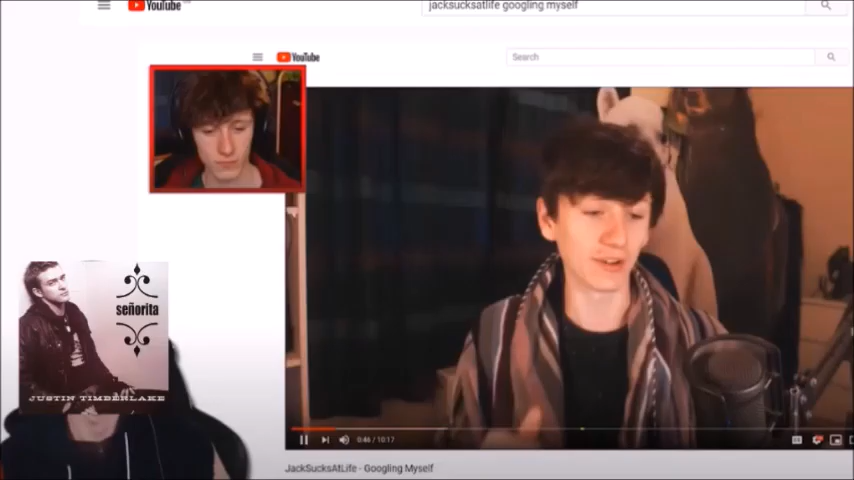 YouTube
jacksucksatlife googling myself
YouTube
Search
señorita
JUSTIN TIMBERLAKE
0:46 / 10:17
JackSucksAtLife - Googling Myself